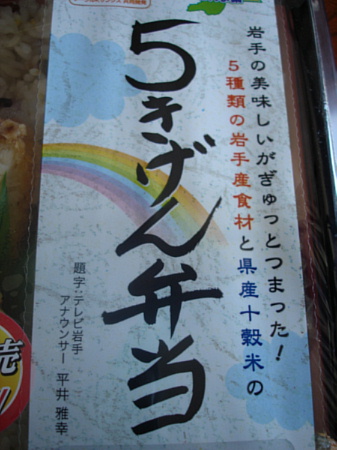 岩手の美味しいがぎゅっとつまった!
5種類の岩手産食材と県産十穀米の
5きげん弁当
題字:テレビ岩手
アナウンサー 平井 雅幸
売